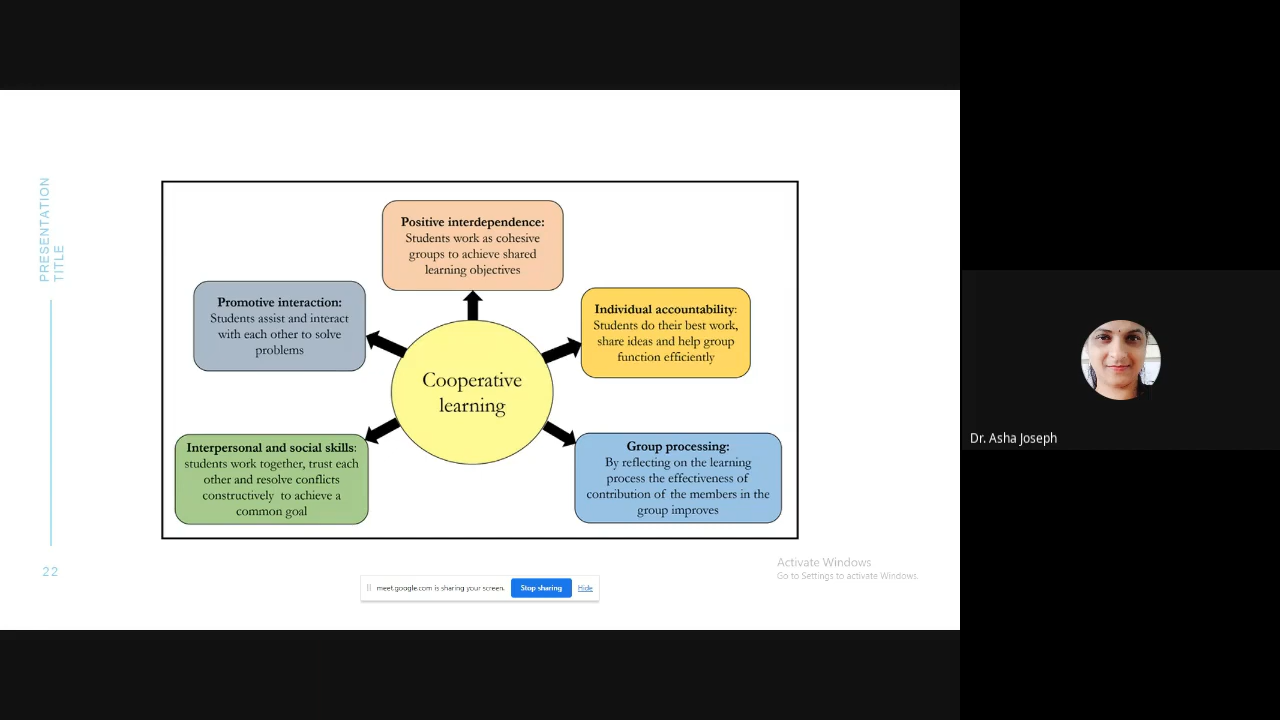 PRESENTATION
TITLE
Positive interdependence:
Students work as cohesive
groups to achieve shared
learning objectives
Promotive interaction:
Students assist and interact
with each other to solve
problems
Individual accountability:
Students do their best work,
share ideas and help group
function efficiently
Cooperative
learning
Interpersonal and social skills:
students work together, trust each
other and resolve conflicts
constructively to achieve a
common goal
Group processing:
By reflecting on the learning
process the effectiveness of
contribution of the members in the
group improves
22
Activate Windows
Go to Settings to activate Windows.
meet.google.com is sharing your screen. Stop sharing Hide
Dr. Asha Joseph